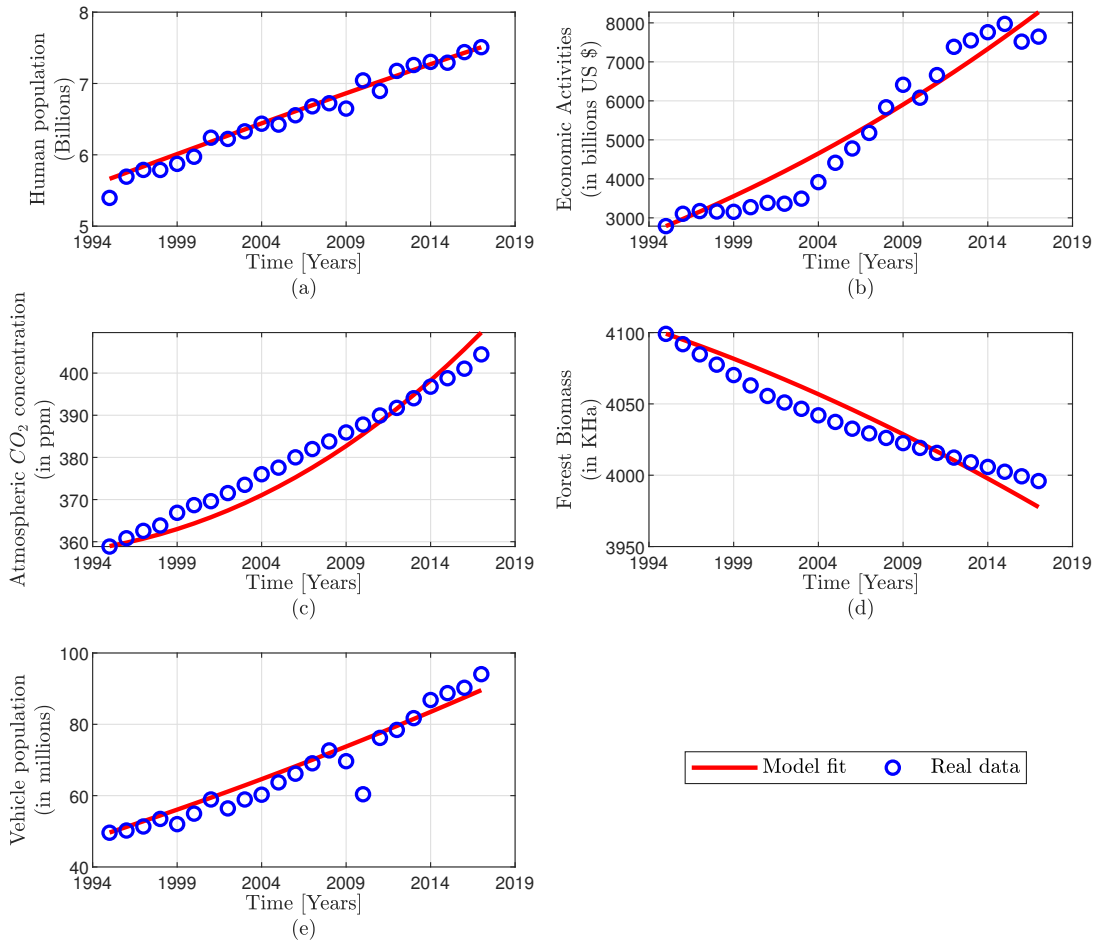 Human population
(Billions)
8
7
6
5
1994 1999 2004 2009 2014 2019
Time [Years]
(a)
Economic Activities
(in billions US $)
8000
7000
6000
5000
4000
3000
1994 1999 2004 2009 2014 2019
Time [Years]
(b)
Atmospheric CO₂ concentration
(in ppm)
400
390
380
370
360
1994 1999 2004 2009 2014 2019
Time [Years]
(c)
Forest Biomass
(in KHa)
4100
4050
4000
3950
1994 1999 2004 2009 2014 2019
Time [Years]
(d)
Vehicle population
(in millions)
100
80
60
40
1994 1999 2004 2009 2014 2019
Time [Years]
(e)
Model fit Real data